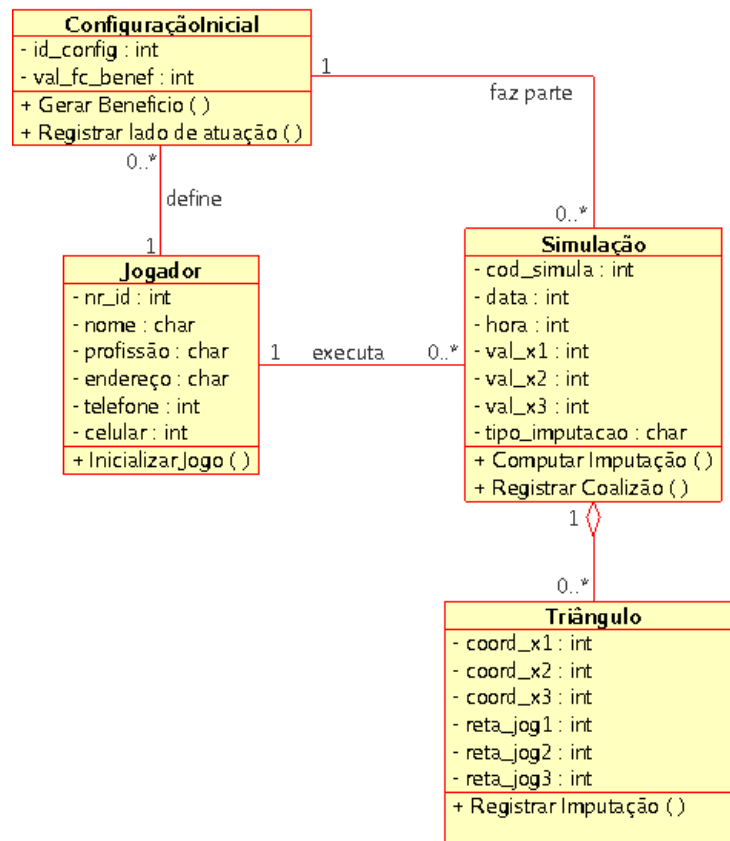 ConfiguraçãoInicial
- id_config : int
- val_fc_benef : int
+ Gerar Beneficio ( )
+ Registrar lado de atuação ( )
1
faz parte
0..*
0..*
define
1
Jogador
- nr_id : int
- nome : char
- profissão : char
- endereço : char
- telefone : int
- celular : int
+ InicializarJogo ( )
1 executa 0..*
Simulação
- cod_simula : int
- data : int
- hora : int
- val_x1 : int
- val_x2 : int
- val_x3 : int
- tipo_imputacao : char
+ Computar Imputação ( )
+ Registrar Coalizão ( )
1
0..*
Triângulo
- coord_x1 : int
- coord_x2 : int
- coord_x3 : int
- reta_jog1 : int
- reta_jog2 : int
- reta_jog3 : int
+ Registrar Imputação ( )